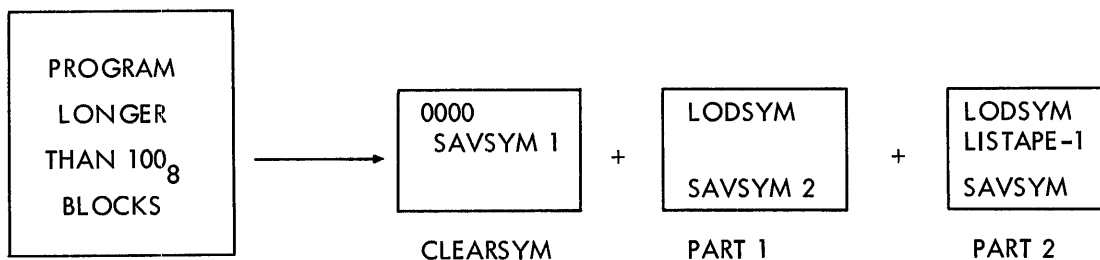 PROGRAM
LONGER
THAN 100₈
BLOCKS
0000
SAVSYM 1
CLEARSYM
+
LODSYM
SAVSYM 2
PART 1
+
LODSYM
LISTAPE-1
SAVSYM
PART 2